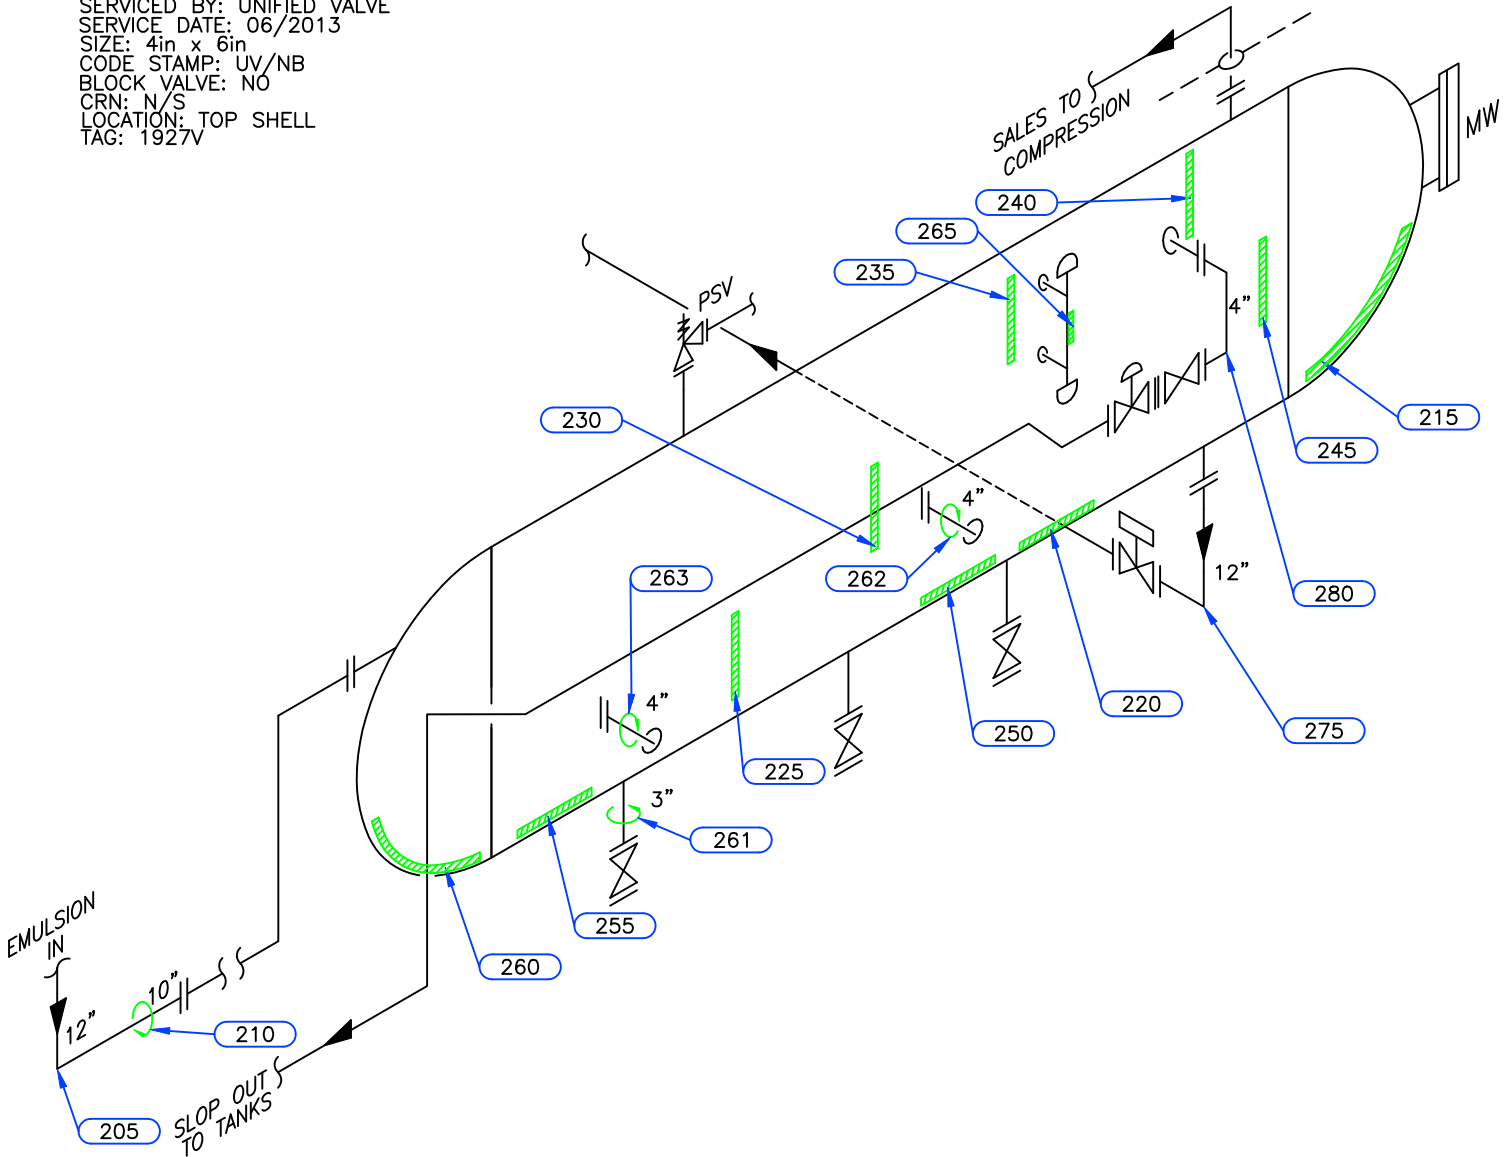 SERVICED BY: UNIFIED VALVE
SERVICE DATE: 06/2013
SIZE: 4in x 6in
CODE STAMP: UV/NB
BLOCK VALVE: NO
CRN: N/S
LOCATION: TOP SHELL
TAG: 1927V
SALES TO
COMPRESSION
MW
240
265
235
PSV
4"
230
215
245
4"
263
262
12"
280
4"
220
250
275
225
3"
261
255
260
EMULSION
IN
10"
12"
210
SLOP OUT
TO TANKS
205